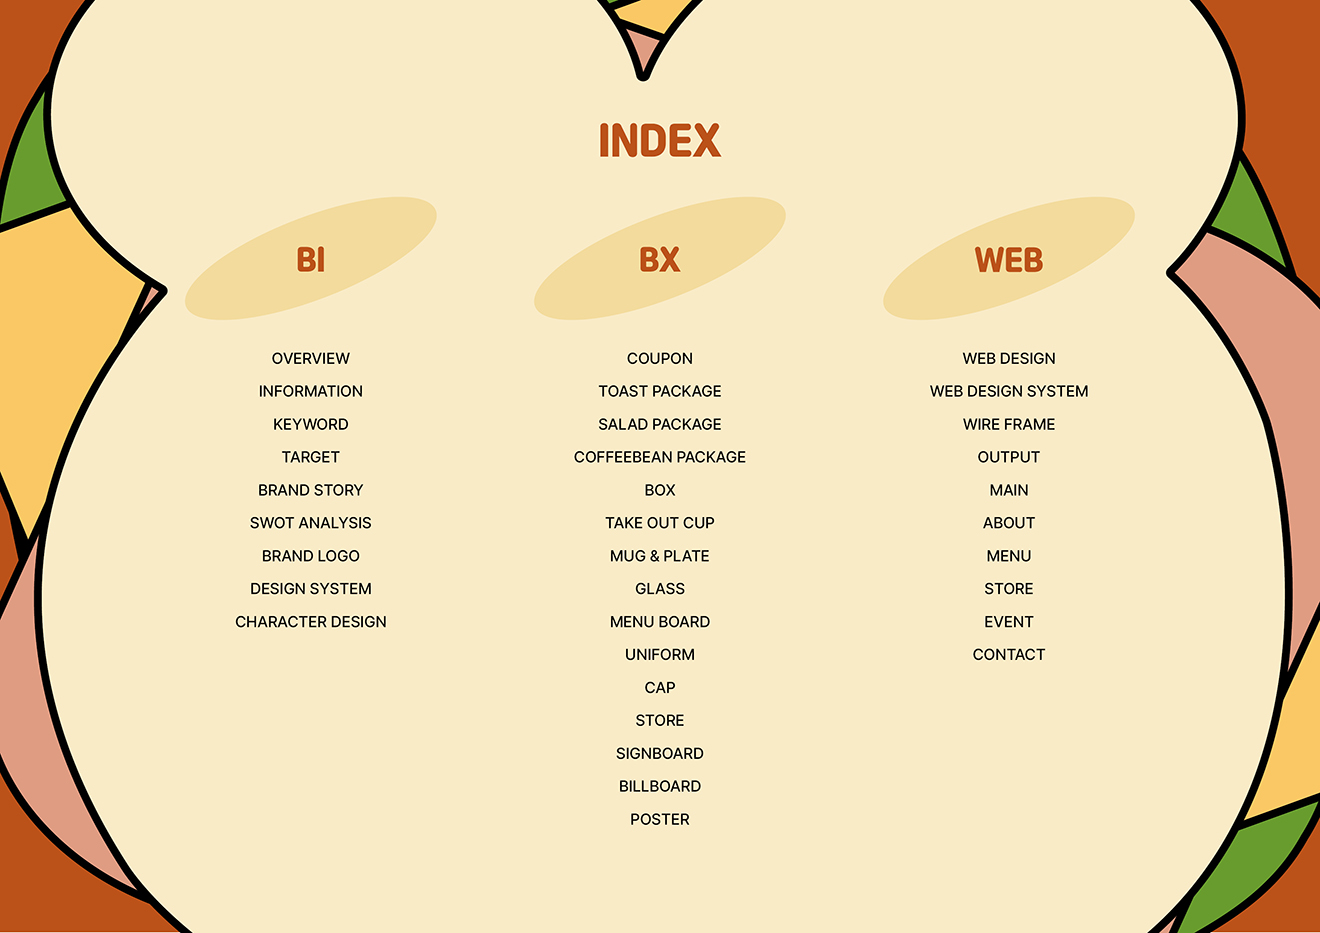 INDEX
BI
OVERVIEW
INFORMATION
KEYWORD
TARGET
BRAND STORY
SWOT ANALYSIS
BRAND LOGO
DESIGN SYSTEM
CHARACTER DESIGN
BX
COUPON
TOAST PACKAGE
SALAD PACKAGE
COFFEEBEAN PACKAGE
BOX
TAKE OUT CUP
MUG & PLATE
GLASS
MENU BOARD
UNIFORM
CAP
STORE
SIGNBOARD
BILLBOARD
POSTER
WEB
WEB DESIGN
WEB DESIGN SYSTEM
WIRE FRAME
OUTPUT
MAIN
ABOUT
MENU
STORE
EVENT
CONTACT